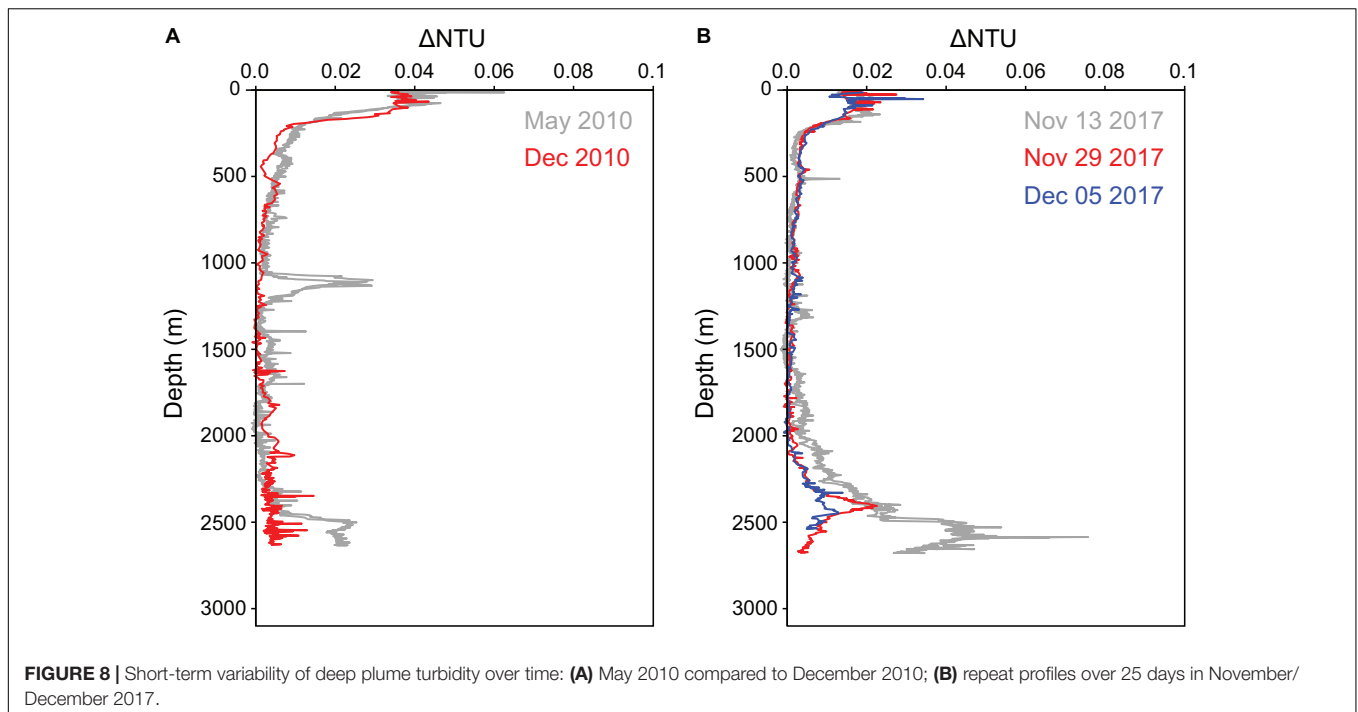 A
ΔNTU
0.0 0.02 0.04 0.06 0.08 0.1
0
500
1000
1500
2000
2500
3000
Depth (m)
May 2010
Dec 2010
B
ΔNTU
0.0 0.02 0.04 0.06 0.08 0.1
0
500
1000
1500
2000
2500
3000
Depth (m)
Nov 13 2017
Nov 29 2017
Dec 05 2017
FIGURE 8 | Short-term variability of deep plume turbidity over time: (A) May 2010 compared to December 2010; (B) repeat profiles over 25 days in November/
December 2017.